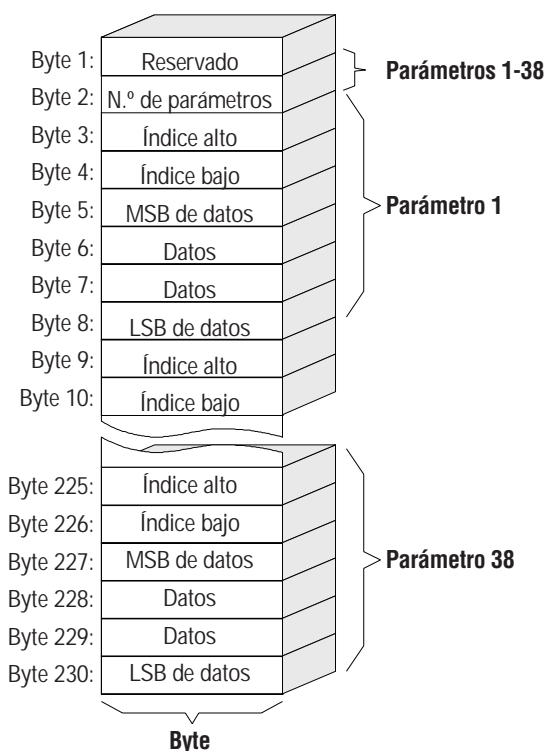 Byte 1: Reservado
Parámetros 1-38
Byte 2: N.º de parámetros
Byte 3: Índice alto
Byte 4: Índice bajo
Byte 5: MSB de datos
Parámetro 1
Byte 6: Datos
Byte 7: Datos
Byte 8: LSB de datos
Byte 9: Índice alto
Byte 10: Índice bajo
Byte 225: Índice alto
Byte 226: Índice bajo
Byte 227: MSB de datos
Parámetro 38
Byte 228: Datos
Byte 229: Datos
Byte 230: LSB de datos
Byte